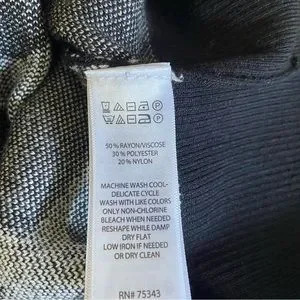 50% RAYON/VISCOSE
30% POLYESTER
20% NYLON
MACHINE WASH COOL-
DELICATE CYCLE
WASH WITH LIKE COLORS
ONLY NON-CHLORINE
BLEACH WHEN NEEDED-
RESHAPE WHILE DAMP
DRY FLAT
LOW IRON IF NEEDED
OR DRY CLEAN
RN# 75343